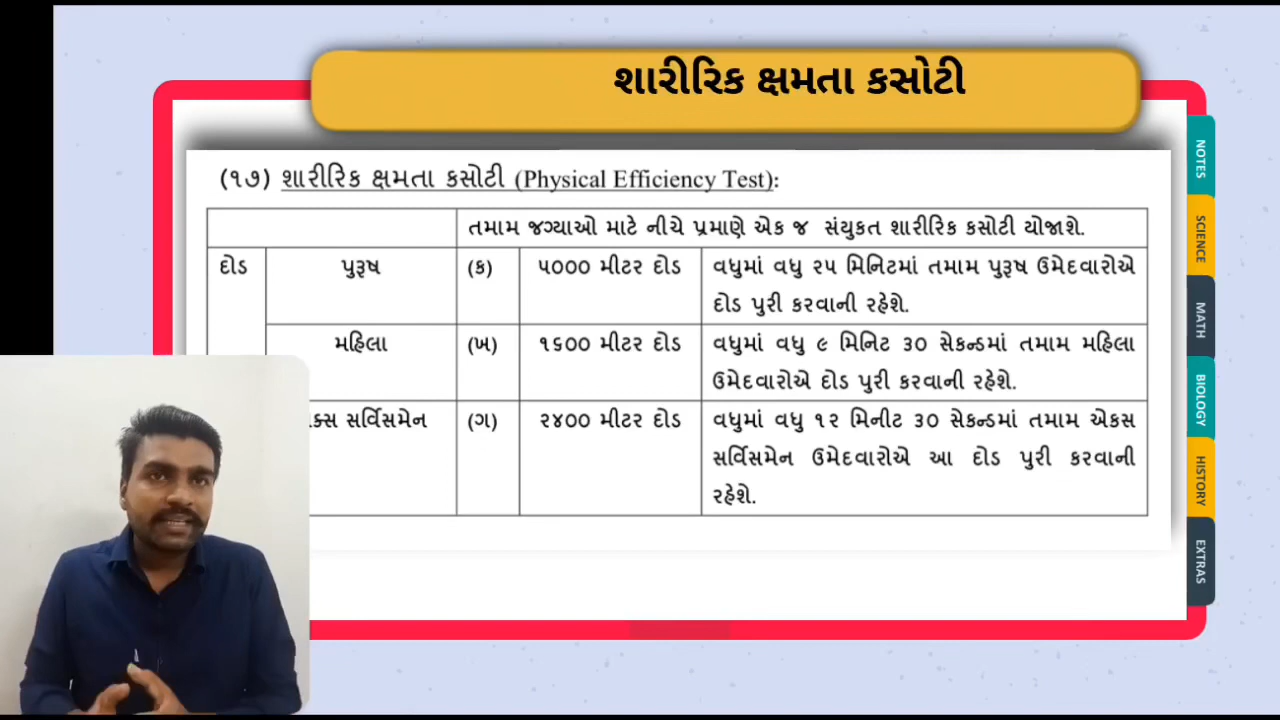 શારીરિક ક્ષમતા કસોટી
(૧૭) શારીરિક ક્ષમતા કસોટી (Physical Efficiency Test):
તમામ જગ્યાઓ માટે નીચે પ્રમાણે એક જ સંયુકત શારીરિક કસોટી યોજાશે.
દોડ પુરૂષ (ક) ૫૦૦૦ મીટર દોડ વધુમાં વધુ ૨૫ મિનિટમાં તમામ પુરૂષ ઉમેદવારોએ
દોડ પુરી કરવાની રહેશે.
મહિલા (ખ) ૧૬૦૦ મીટર દોડ વધુમાં વધુ ૯ મિનિટ ૩૦ સેકન્ડમાં તમામ મહિલા
ઉમેદવારોએ દોડ પુરી કરવાની રહેશે.
સર્વિસમેન (ગ) ૨૪૦૦ મીટર દોડ વધુમાં વધુ ૧૨ મિનીટ ૩૦ સેકન્ડમાં તમામ એકસ
સર્વિસમેન ઉમેદવારોએ આ દોડ પુરી કરવાની
રહેશે.
NOTES
SCIENCE
MATH
BIOLOGY
HISTORY
EXTRAS